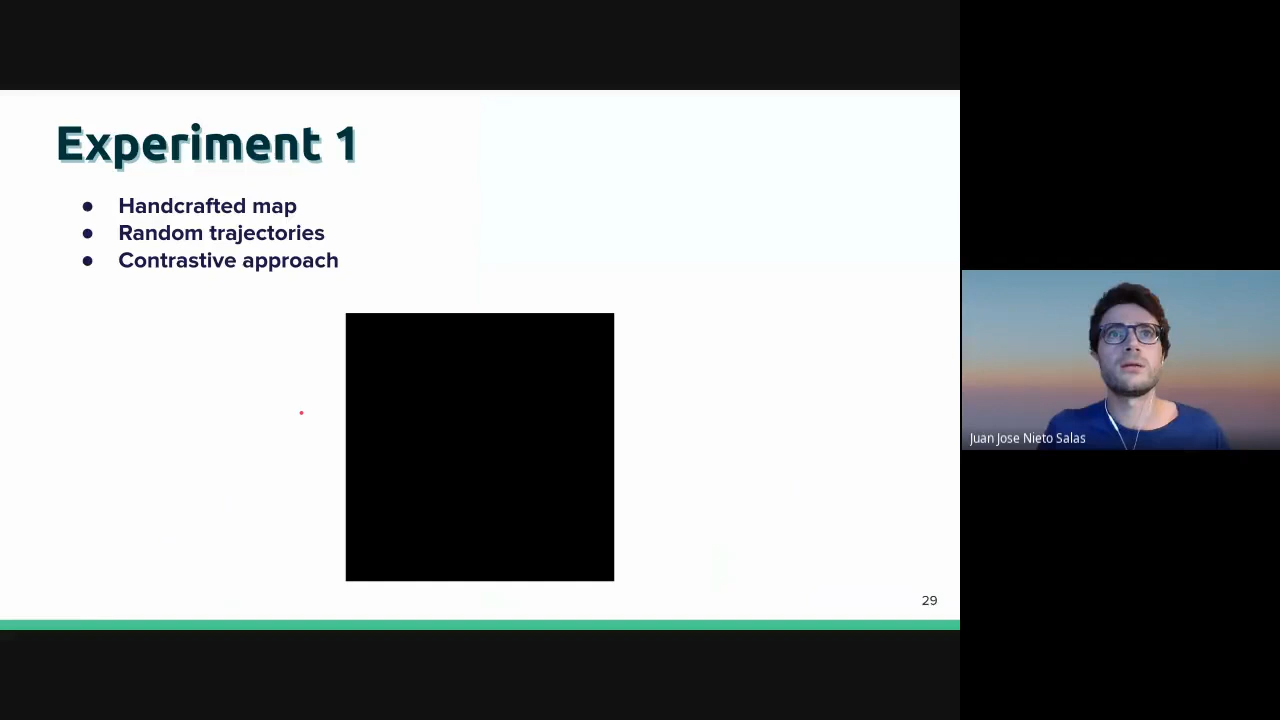 Experiment 1
● Handcrafted map
● Random trajectories
● Contrastive approach
29
Juan Jose Nieto Salas